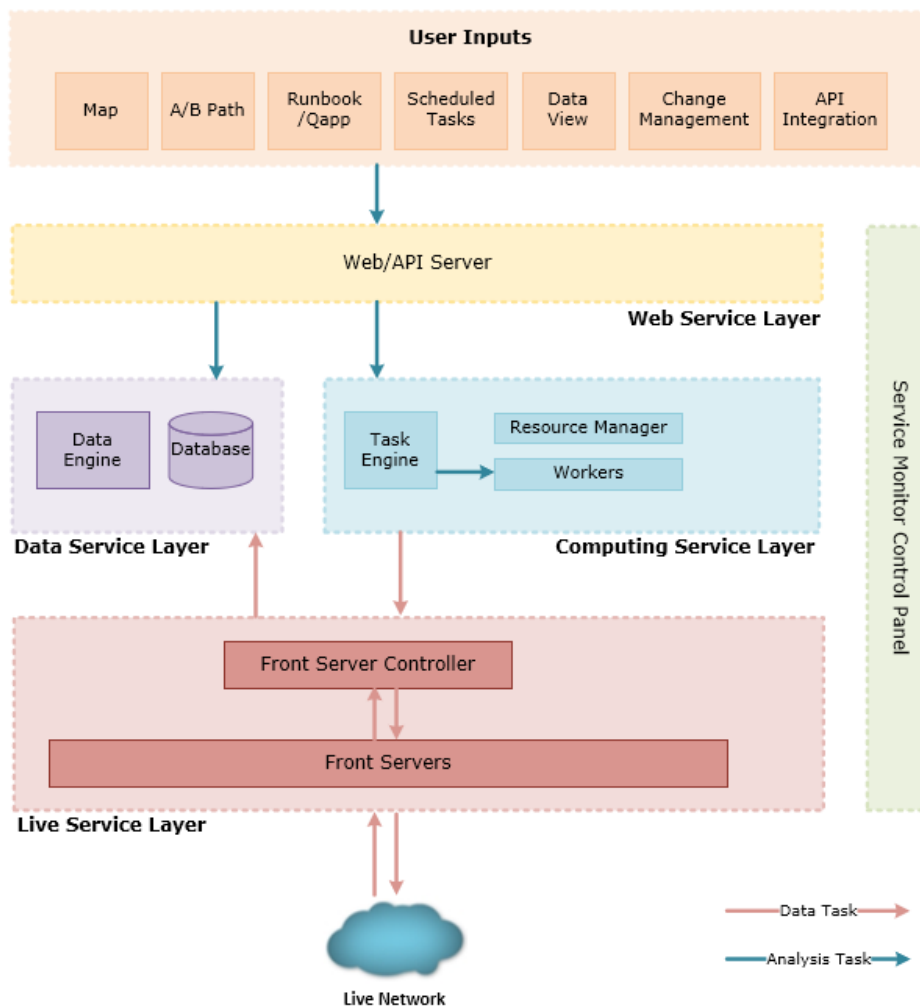 User Inputs
Map
A/B Path
Runbook
/Qapp
Scheduled
Tasks
Data
View
Change
Management
API
Integration
Web/API Server
Web Service Layer
Data
Engine
Database
Task
Engine
Resource Manager
Workers
Data Service Layer
Computing Service Layer
Service Monitor Control Panel
Front Server Controller
Front Servers
Live Service Layer
Data Task
Analysis Task
Live Network